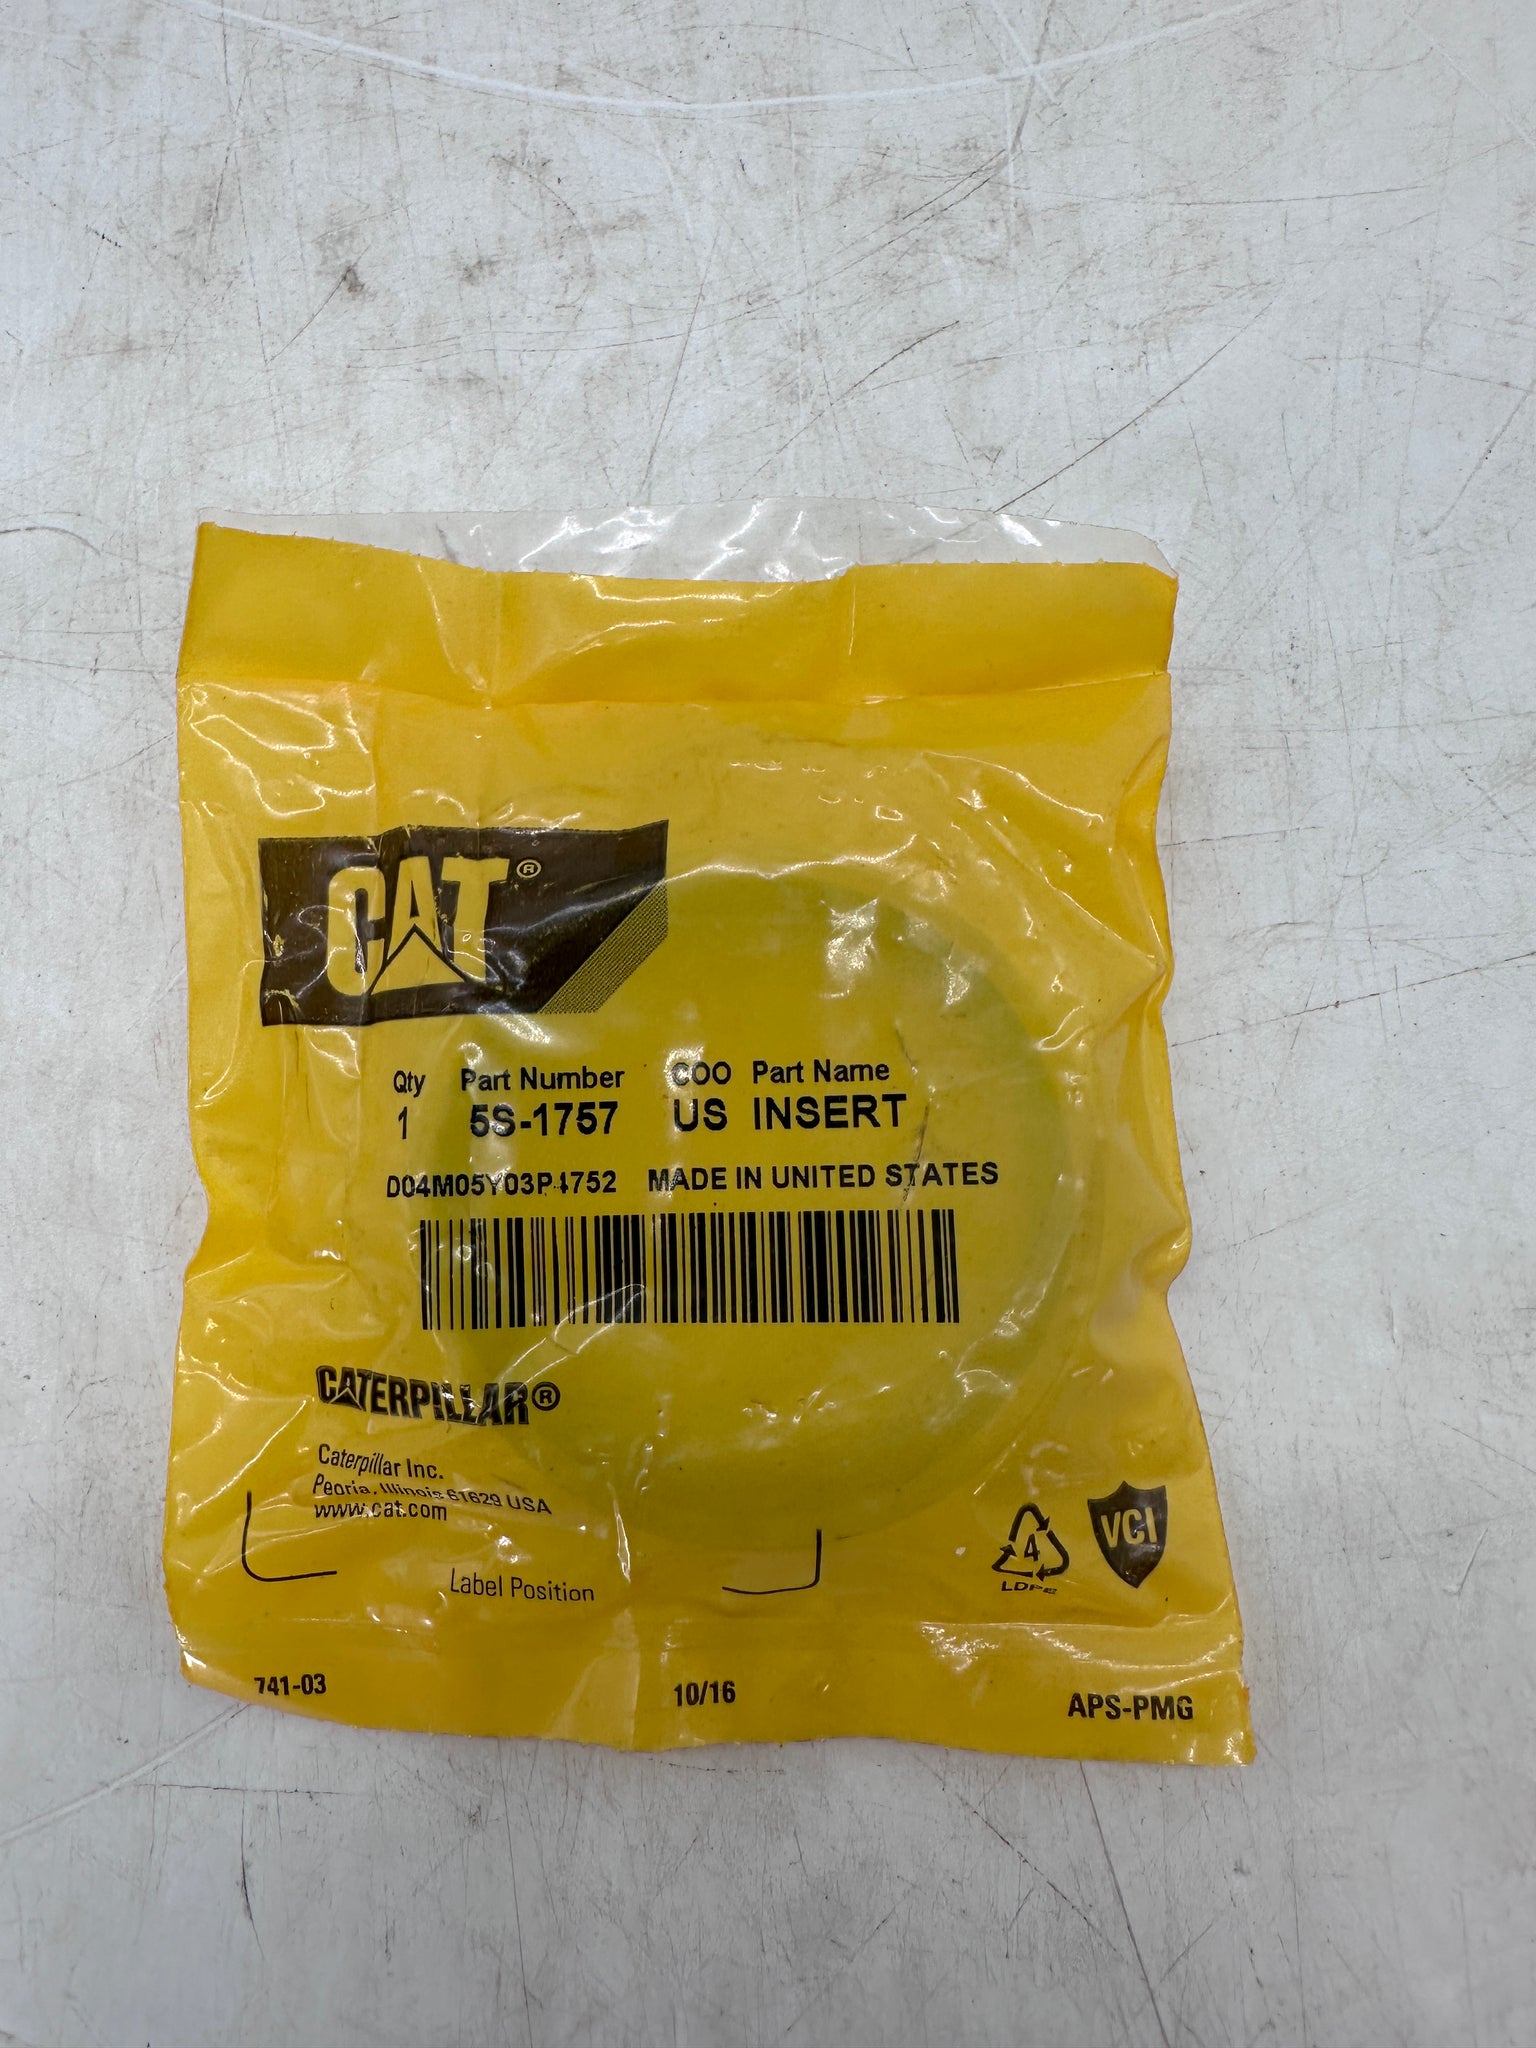 CAT®
Qty Part Number COO Part Name
1 5S-1757 US INSERT
D04M05Y03P4752 MADE IN UNITED STATES
CATERPILLAR®
Caterpillar Inc.
Peoria, Illinois 61629 USA
www.cat.com
Label Position
4
LDPE
VCI
741-03 10/16 APS-PMG